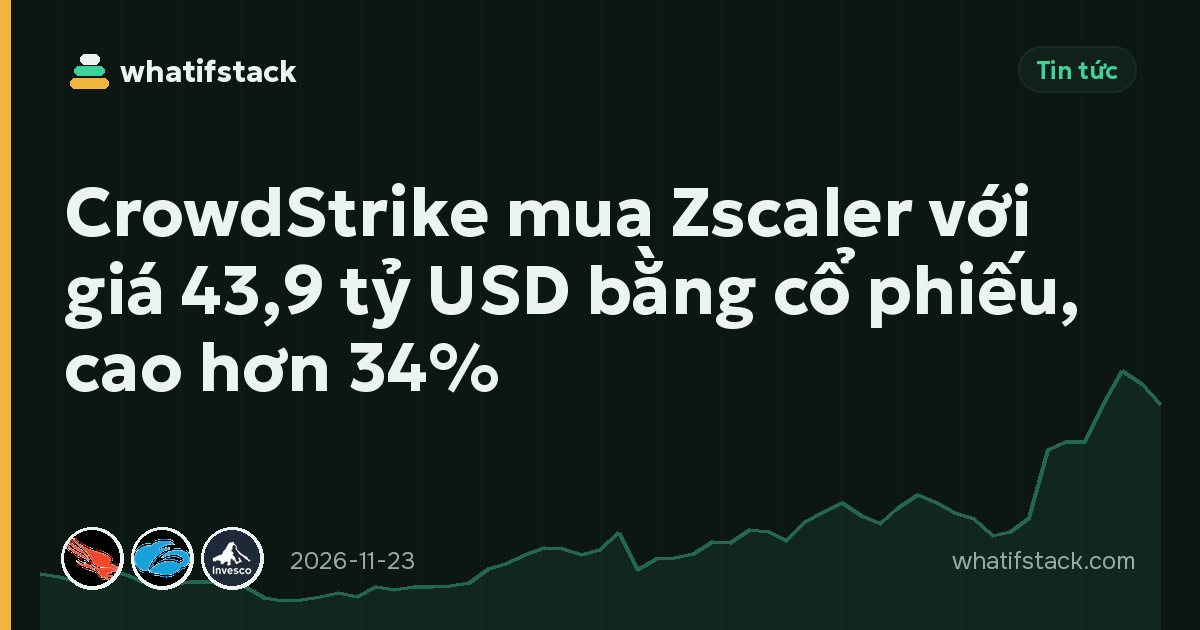 whatifstack
Tin tức
CrowdStrike mua Zscaler với
giá 43,9 tỷ USD bằng cổ phiếu,
cao hơn 34%
Invesco
2026-11-23
whatifstack.com